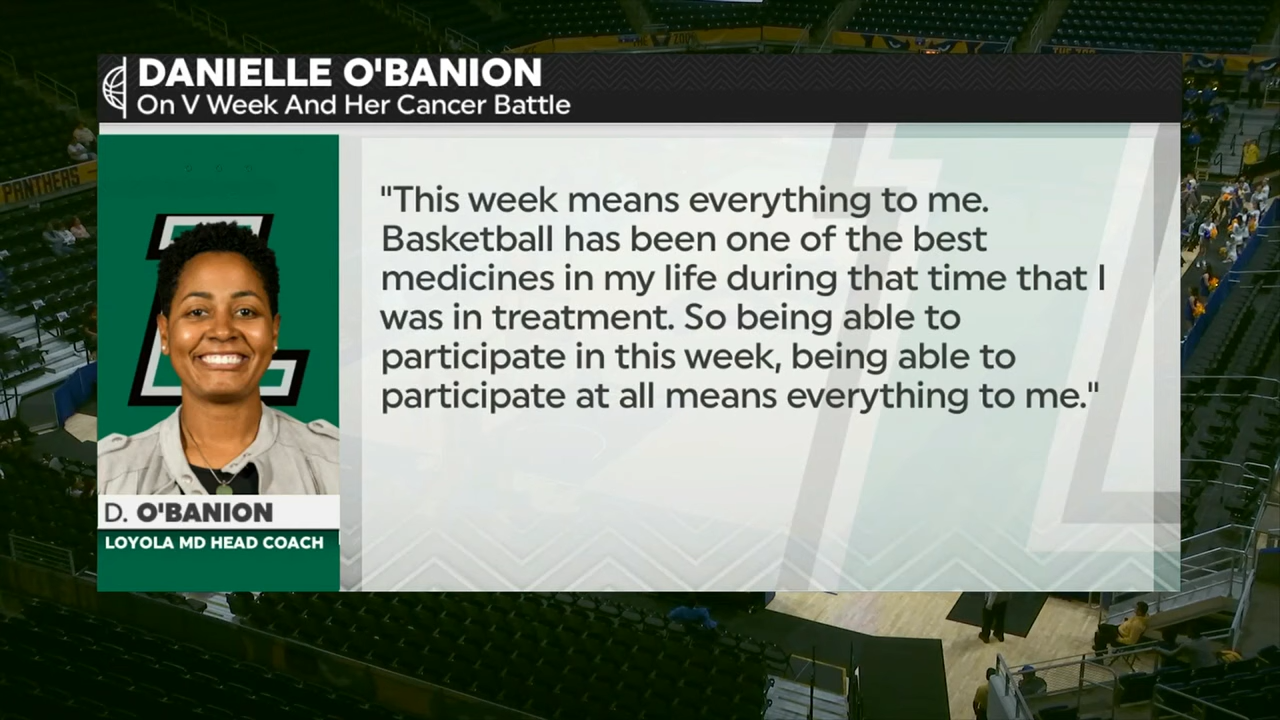 DANIELLE O'BANION
On V Week And Her Cancer Battle
PANTHERS
"This week means everything to me.
Basketball has been one of the best
medicines in my life during that time that I
was in treatment. So being able to
participate in this week, being able to
participate at all means everything to me."
D. O'BANION
LOYOLA MD HEAD COACH